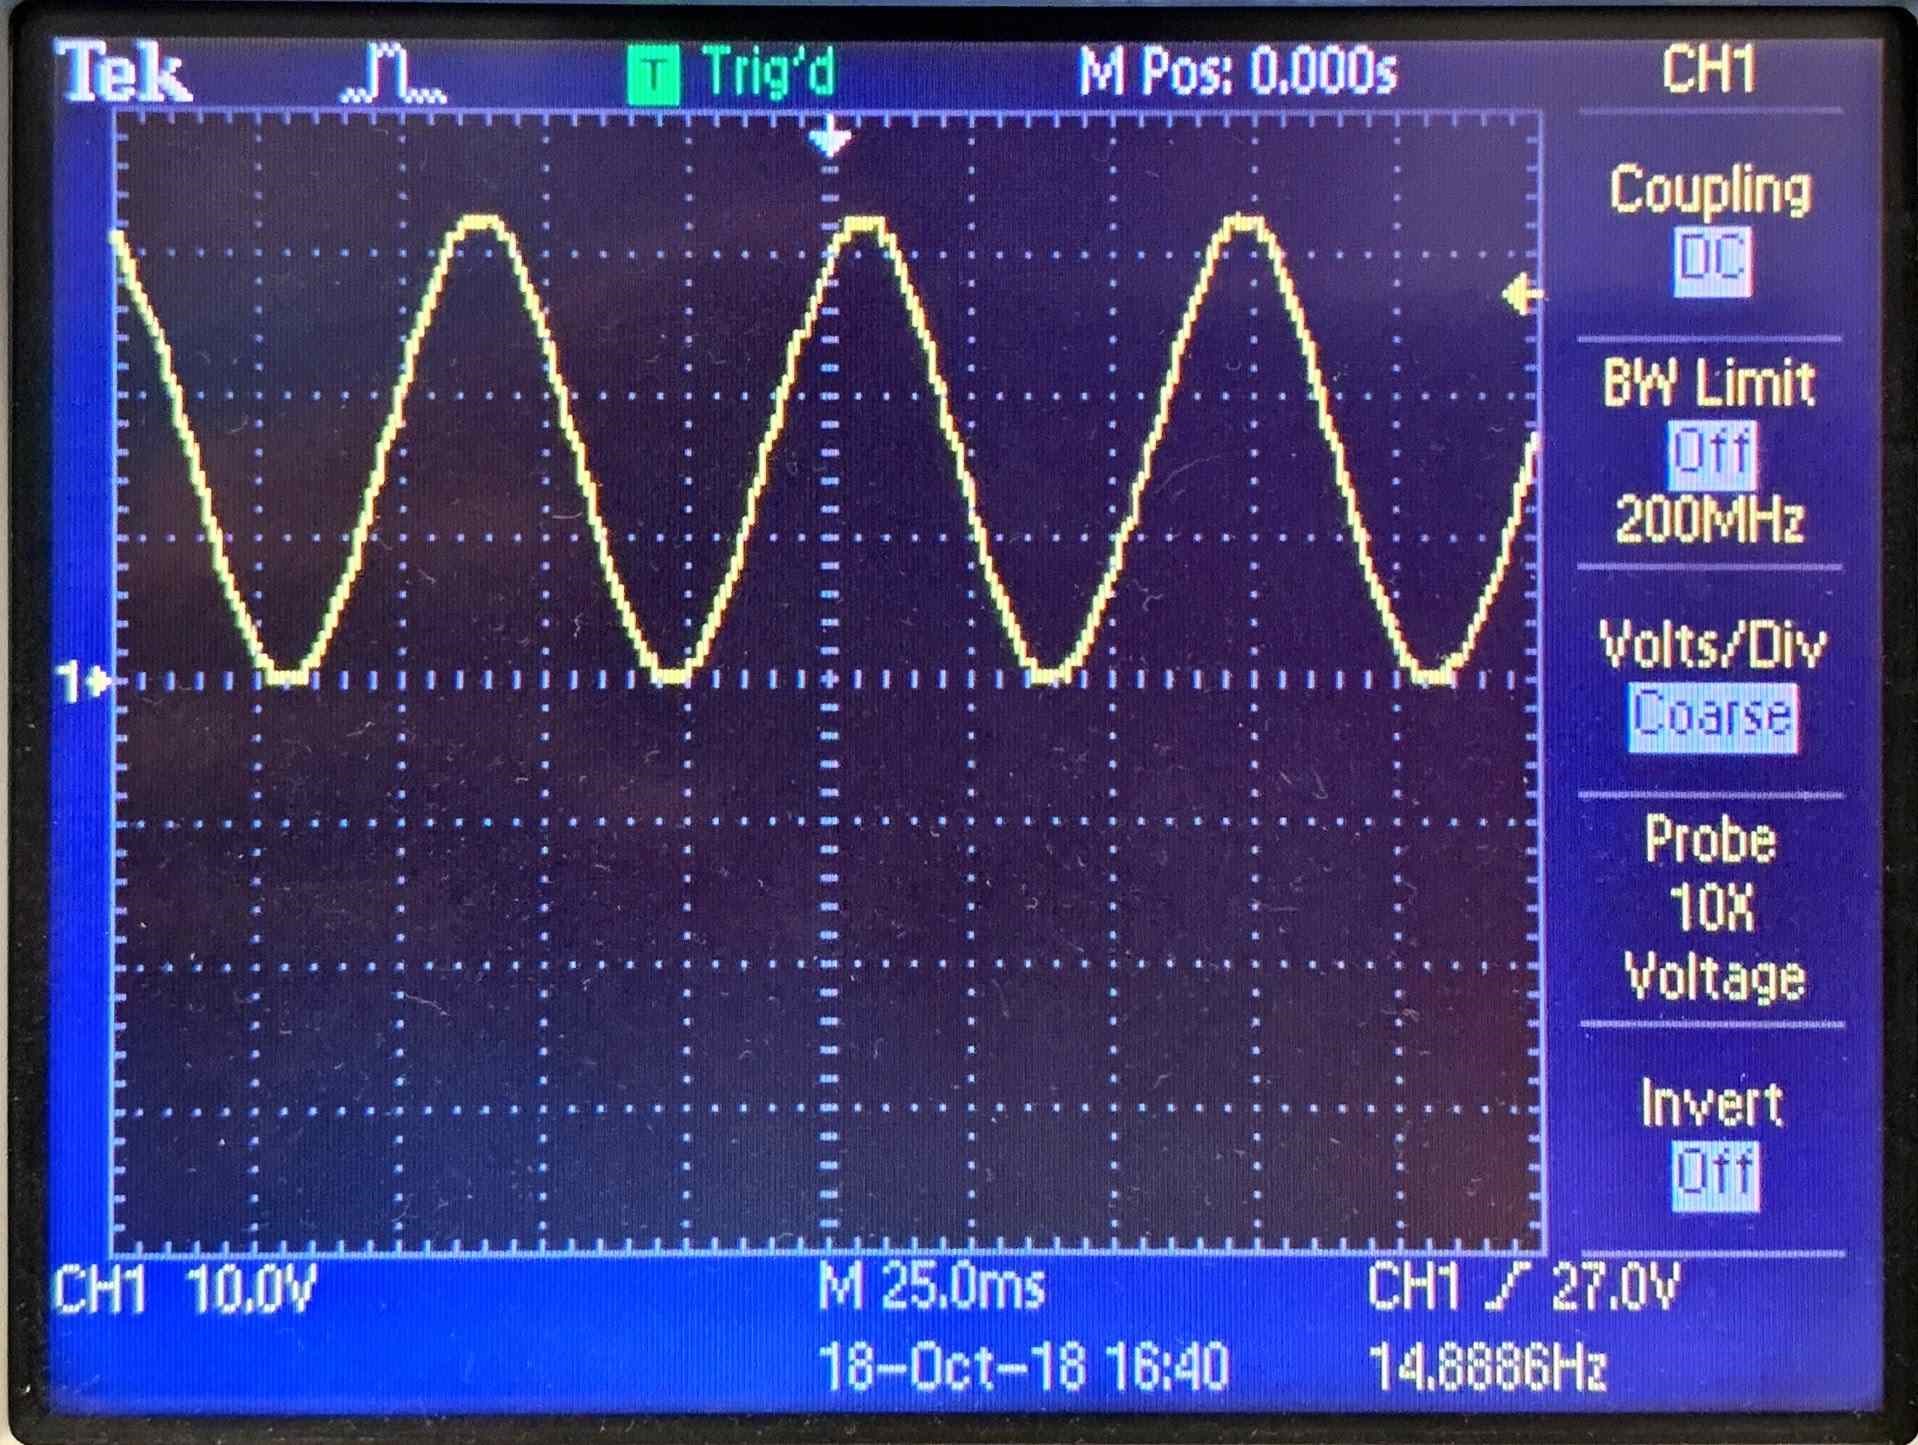 Tek T Trig'd M Pos: 0.000s CH1
Coupling
DC
BW Limit
Off
200MHz
Volts/Div
Coarse
Probe
10X
Voltage
Invert
Off
1
CH1 10.0V M 25.0ms CH1 27.0V
18-Oct-18 16:40 14.8886Hz